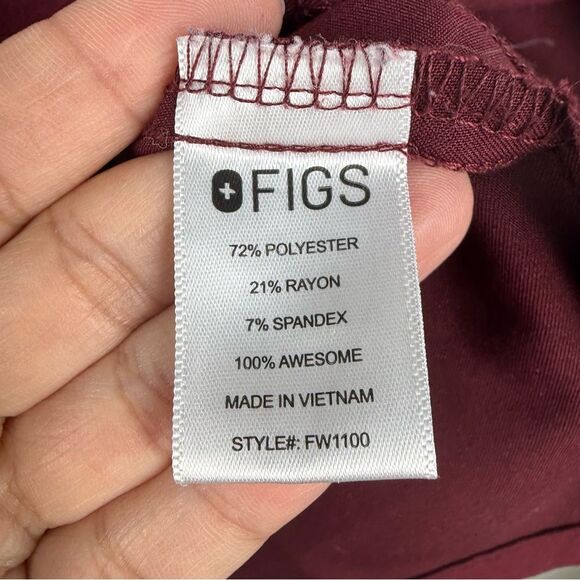 FIGS
72% POLYESTER
21% RAYON
7% SPANDEX
100% AWESOME
MADE IN VIETNAM
STYLE#: FW1100